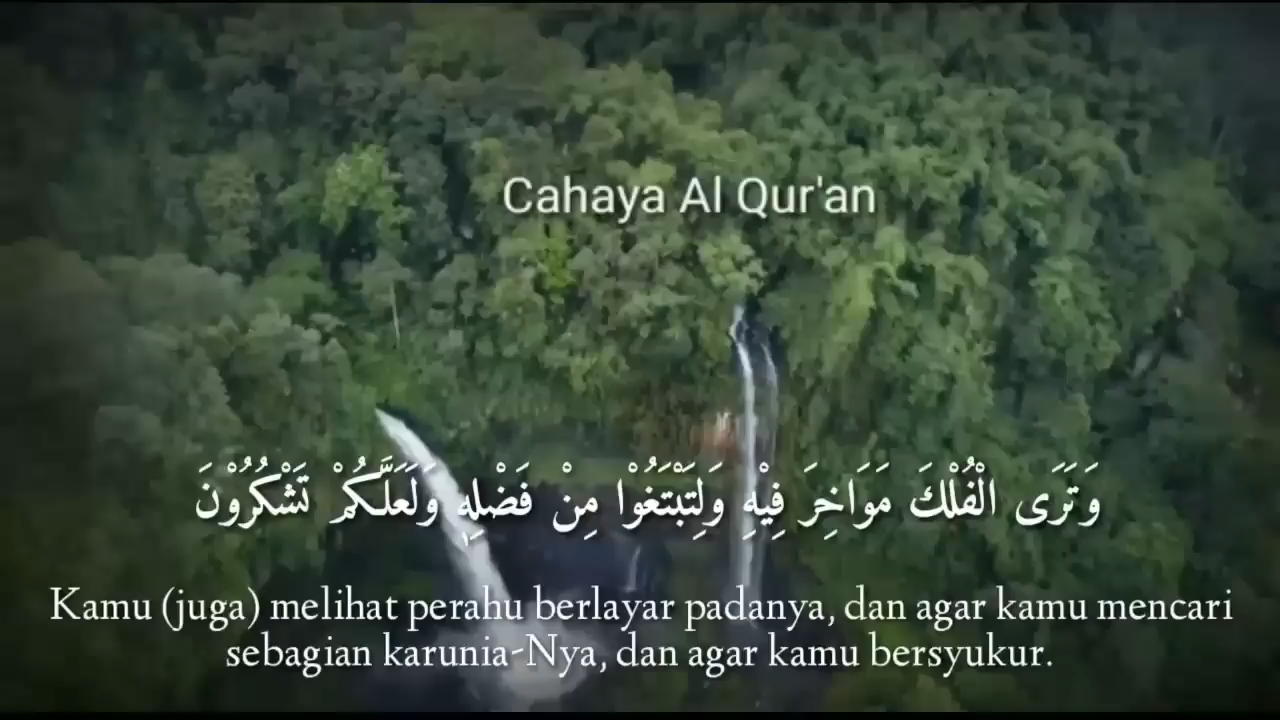 Cahaya Al Qur'an
وَتَرَى الْفُلْكَ مَوَاخِرَ فِيْهِ وَلِتَبْتَغُوْا مِنْ فَضْلِهٖ وَلَعَلَّكُمْ تَشْكُرُوْنَ
Kamu (juga) melihat perahu berlayar padanya, dan agar kamu mencari
sebagian karunia-Nya, dan agar kamu bersyukur.